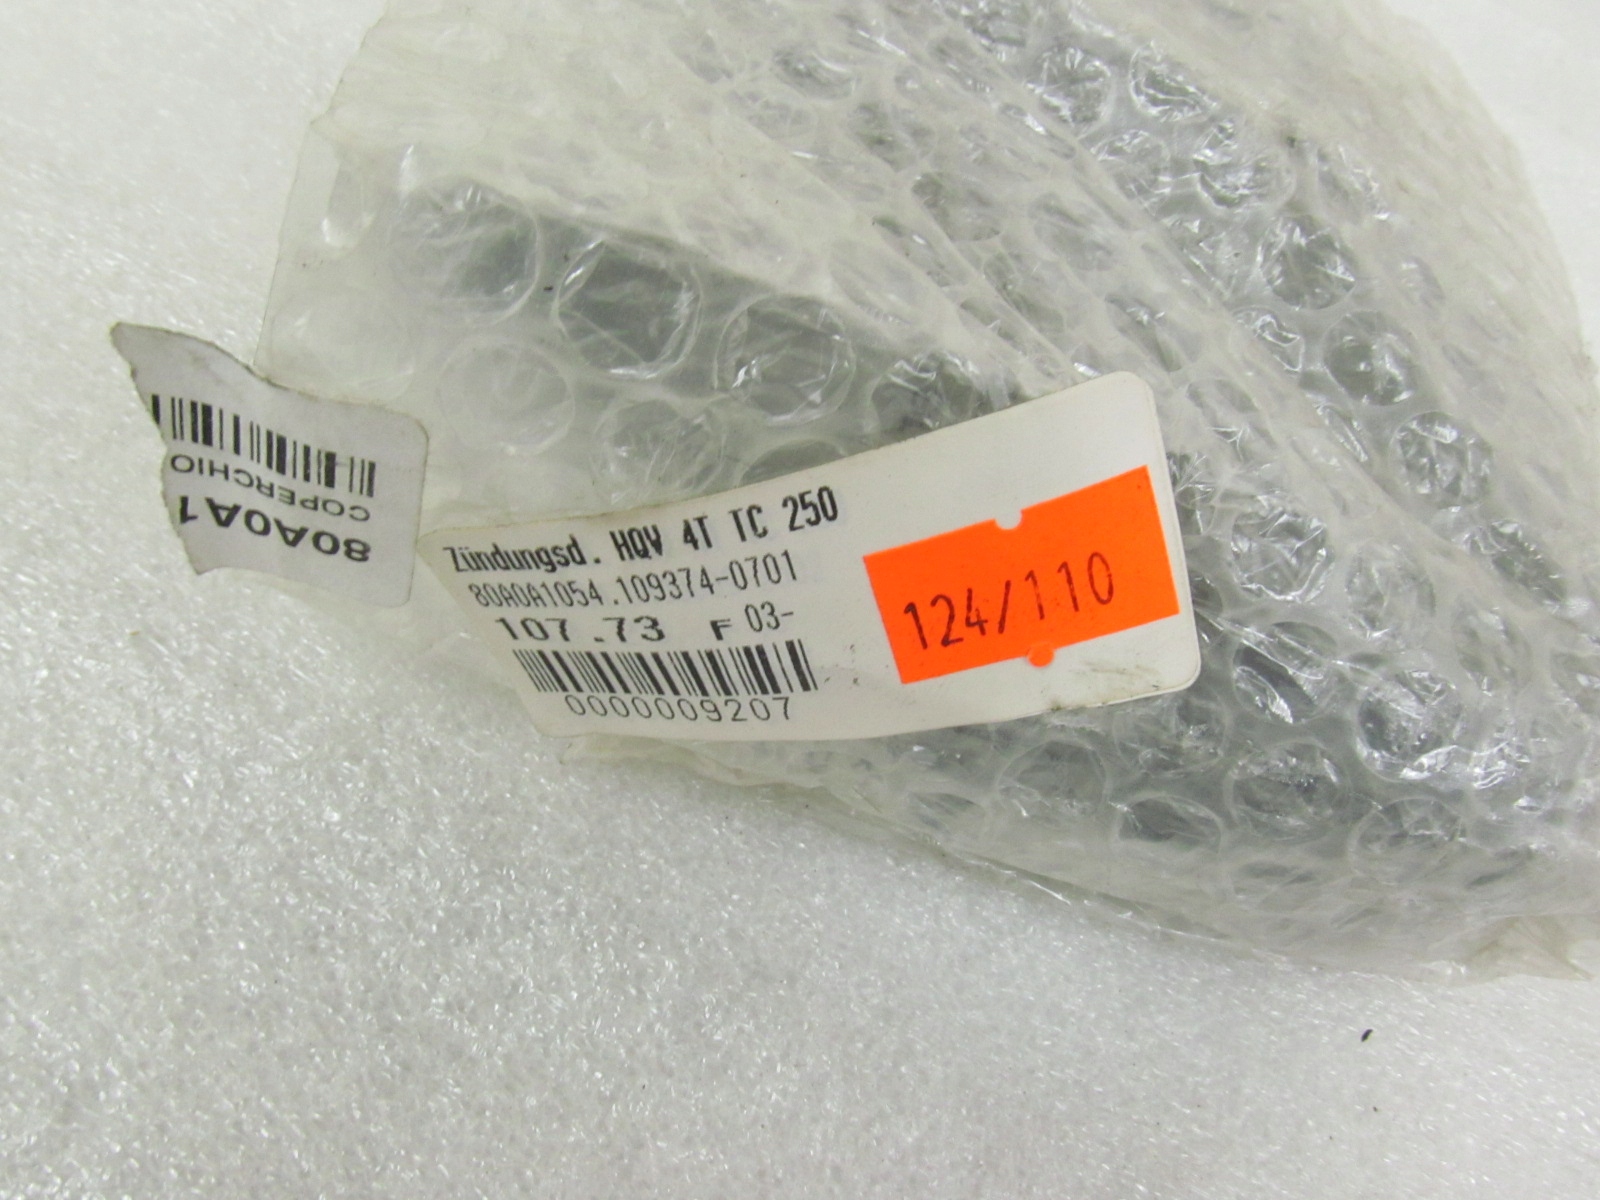 COPERCHIO
80A0A1
Zündungsd. HQV 4T TC 250
80A0A1054.109374-0701
107.73 F 03-
0000009207
124/110